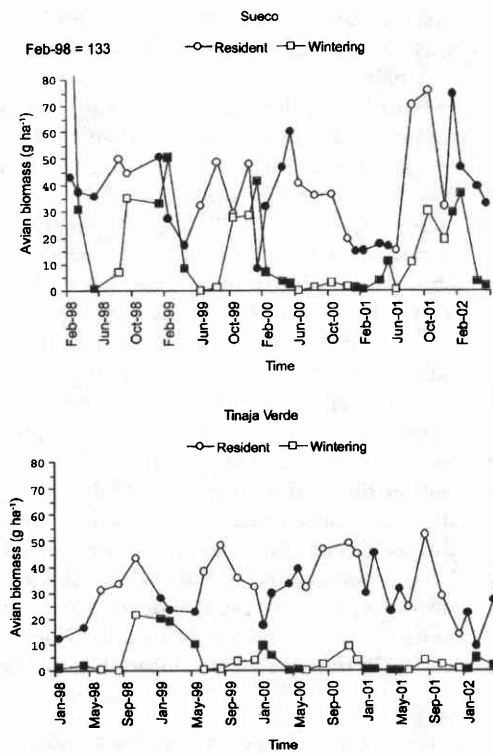 Sueco
Feb-98 = 133
Resident Wintering
Avian biomass (g ha⁻¹)
80
70
60
50
40
30
20
10
0
Feb-98
Jun-98
Oct-98
Feb-99
Jun-99
Oct-99
Feb-00
Jun-00
Oct-00
Feb-01
Jun-01
Oct-01
Feb-02
Time
Tinaja Verde
Resident Wintering
Avian biomass (g ha⁻¹)
80
70
60
50
40
30
20
10
0
Jan-98
May-98
Sep-98
Jan-99
May-99
Sep-99
Jan-00
May-00
Sep-00
Jan-01
May-01
Sep-01
Jan-02
Time